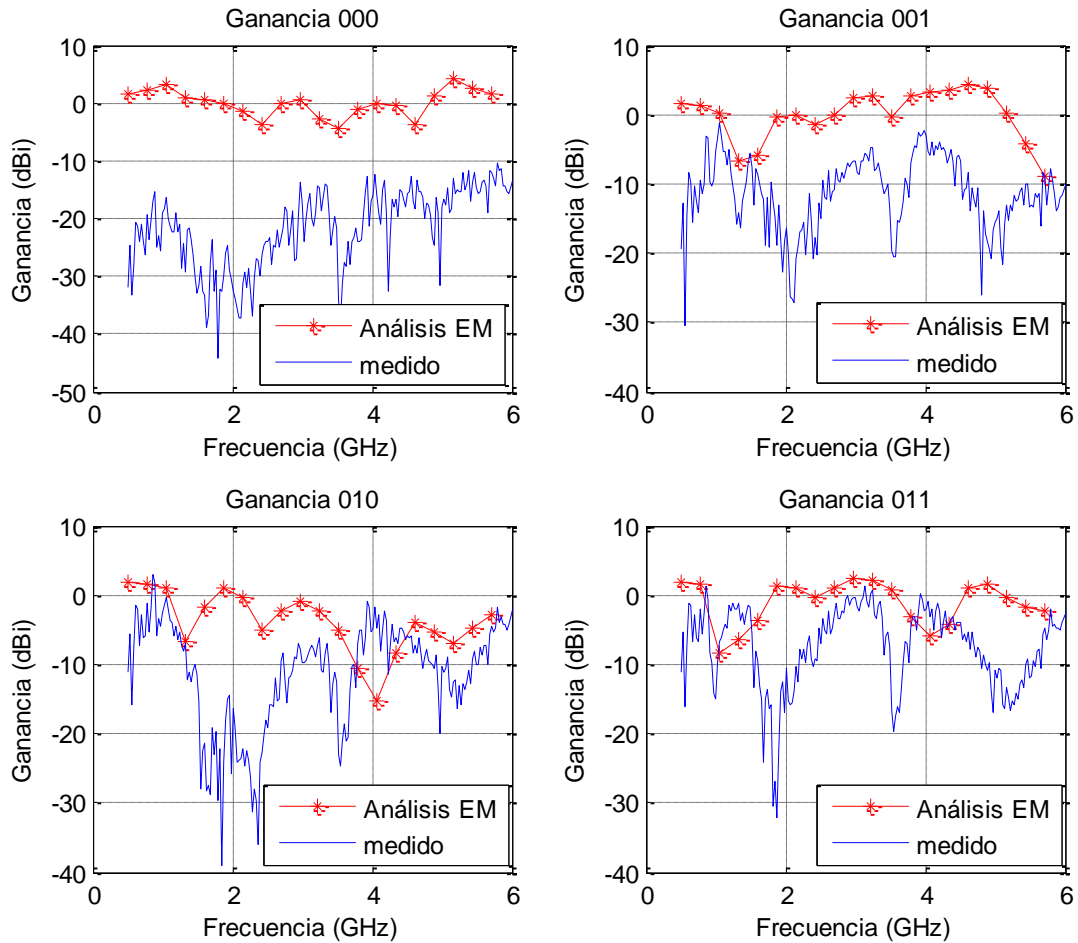 Ganancia 000
10
0
-10
-20
-30
-40
-50
Ganancia (dBi)
0
2
4
6
Frecuencia (GHz)
Análisis EM
medido
Ganancia 001
10
0
-10
-20
-30
-40
Ganancia (dBi)
0
2
4
6
Frecuencia (GHz)
Análisis EM
medido
Ganancia 010
10
0
-10
-20
-30
-40
Ganancia (dBi)
0
2
4
6
Frecuencia (GHz)
Análisis EM
medido
Ganancia 011
10
0
-10
-20
-30
-40
Ganancia (dBi)
0
2
4
6
Frecuencia (GHz)
Análisis EM
medido